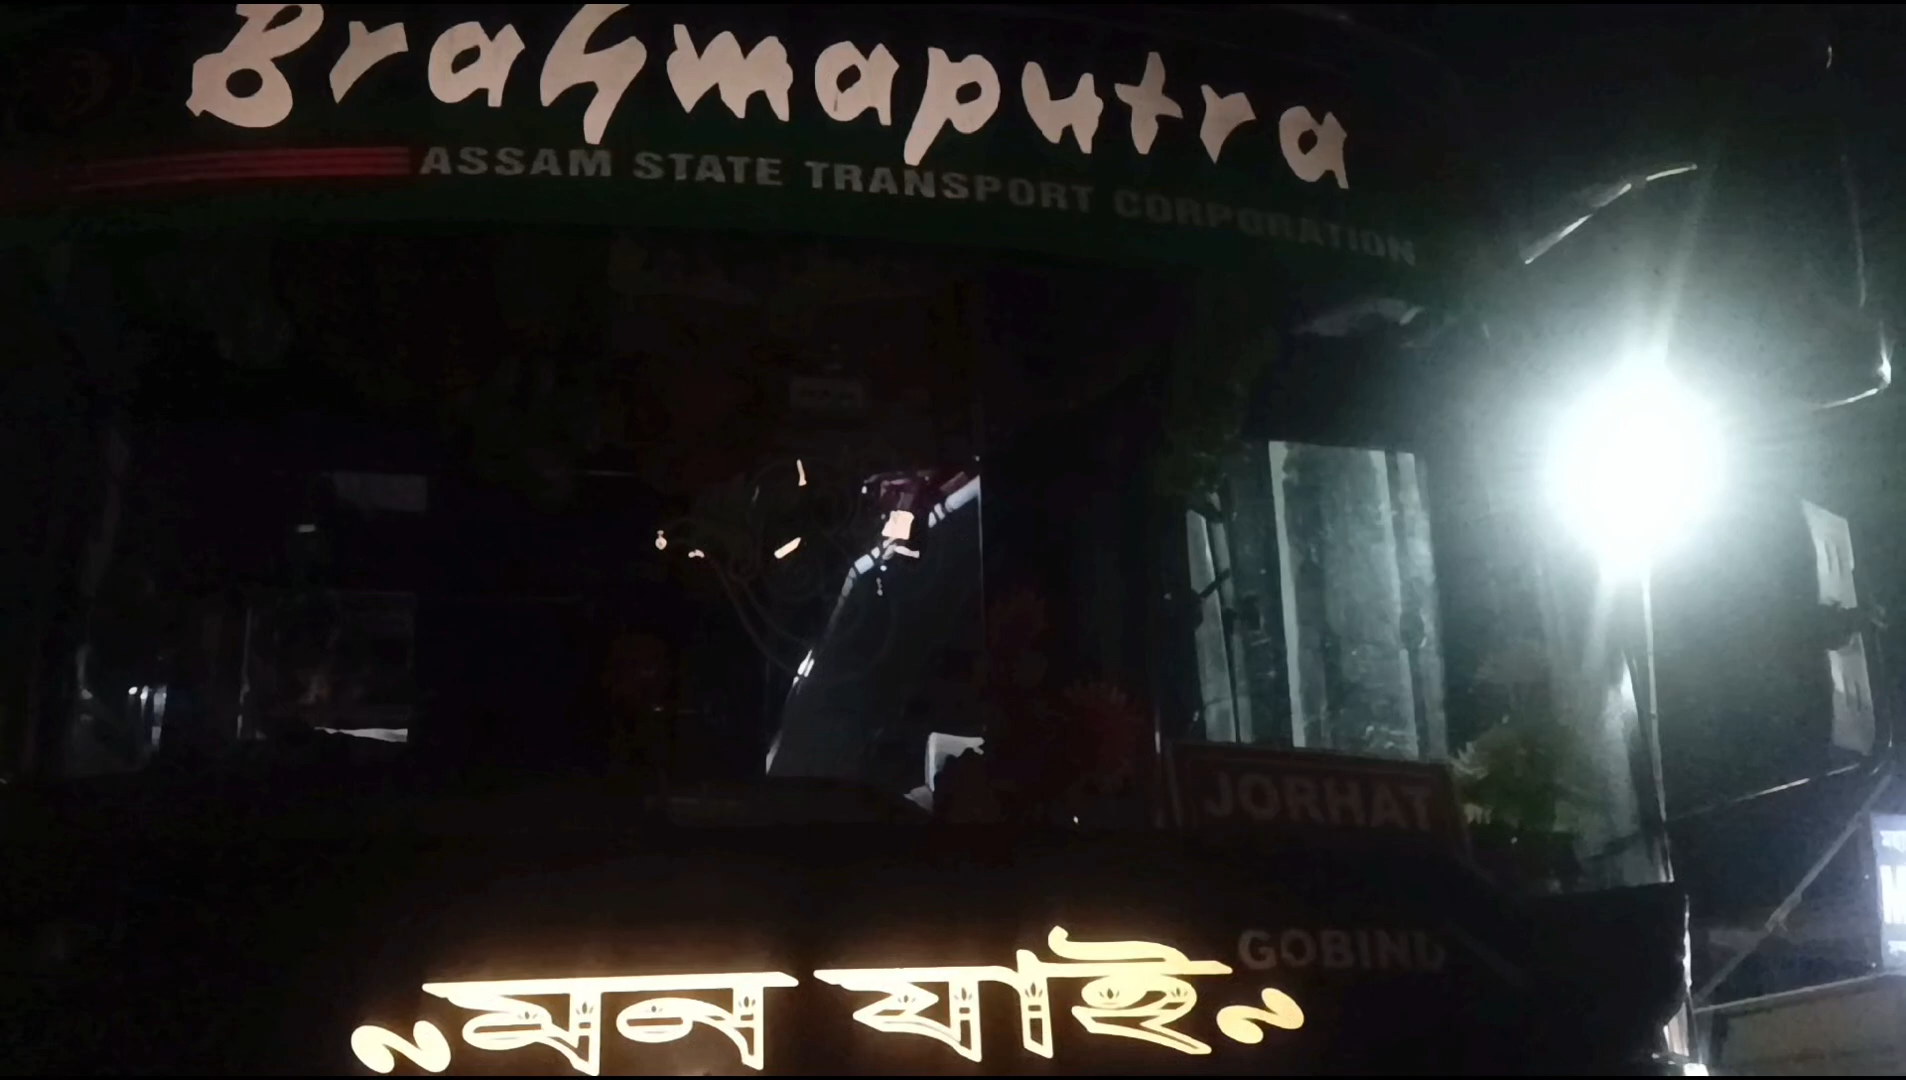 Brahmaputra
ASSAM STATE TRANSPORT CORPORATION
JORHAT
GOBIND
মন যাই